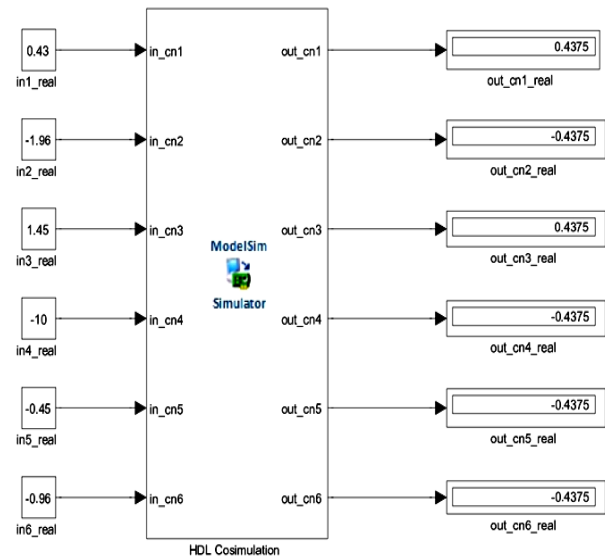 0.43
in_cn1
out_cn1
0.4375
in1_real
out_cn1_real
-1.96
in_cn2
out_cn2
-0.4375
in2_real
out_cn2_real
1.45
in_cn3
out_cn3
0.4375
in3_real
out_cn3_real
ModelSim
Simulator
-10
in_cn4
out_cn4
-0.4375
in4_real
out_cn4_real
-0.45
in_cn5
out_cn5
-0.4375
in5_real
out_cn5_real
-0.96
in_cn6
out_cn6
-0.4375
in6_real
out_cn6_real
HDL Cosimulation